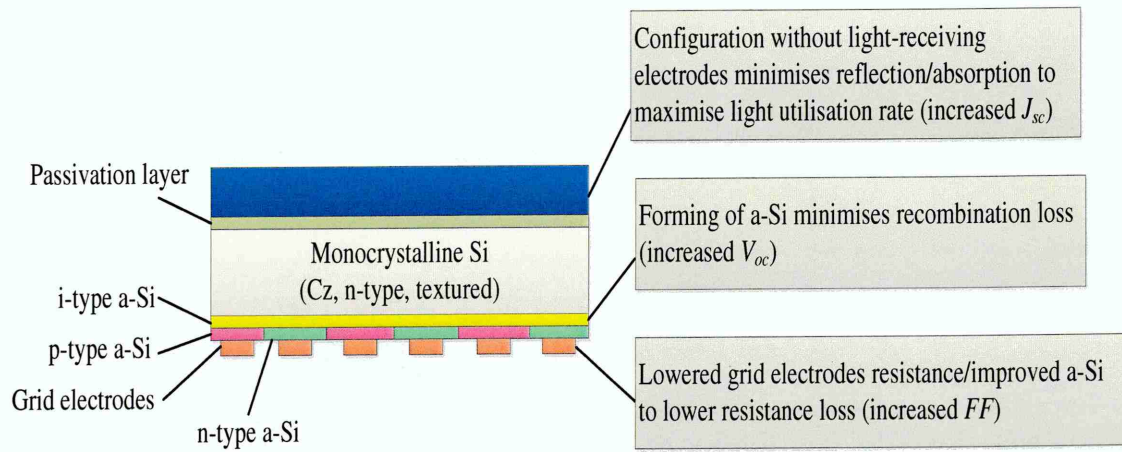 Configuration without light-receiving
electrodes minimises reflection/absorption to
maximise light utilisation rate (increased Jsc)
Passivation layer
Forming of a-Si minimises recombination loss
(increased Voc)
Monocrystalline Si
(Cz, n-type, textured)
i-type a-Si
p-type a-Si
Grid electrodes
n-type a-Si
Lowered grid electrodes resistance/improved a-Si
to lower resistance loss (increased FF)